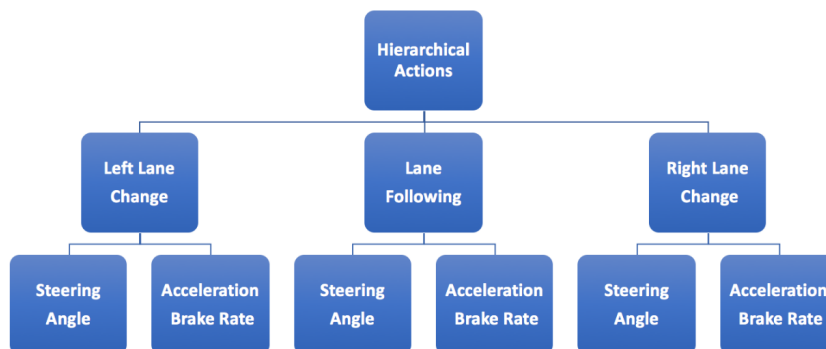 Hierarchical
Actions
Left Lane
Change
Lane
Following
Right Lane
Change
Steering
Angle
Acceleration
Brake Rate
Steering
Angle
Acceleration
Brake Rate
Steering
Angle
Acceleration
Brake Rate